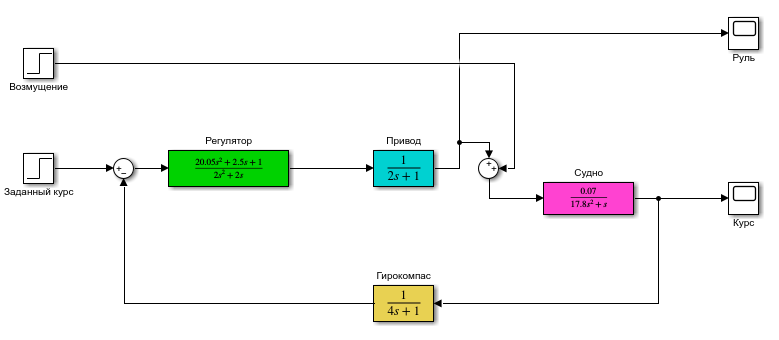 Руль
Возмущение
Заданный курс
+
−
Регулятор
20.05s² + 2.5s + 1
2s² + 2s
Привод
1
2s + 1
+
+
Судно
0.07
17.8s² + s
Курс
Гирокомпас
1
4s + 1